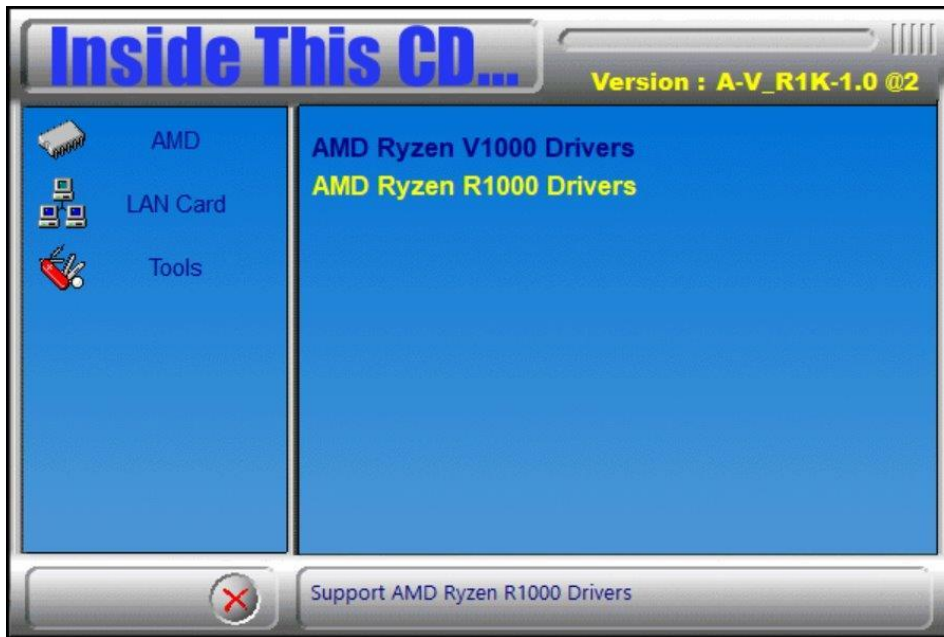 Inside This CD...
Version : A-V_R1K-1.0 @2
AMD
LAN Card
Tools
AMD Ryzen V1000 Drivers
AMD Ryzen R1000 Drivers
Support AMD Ryzen R1000 Drivers